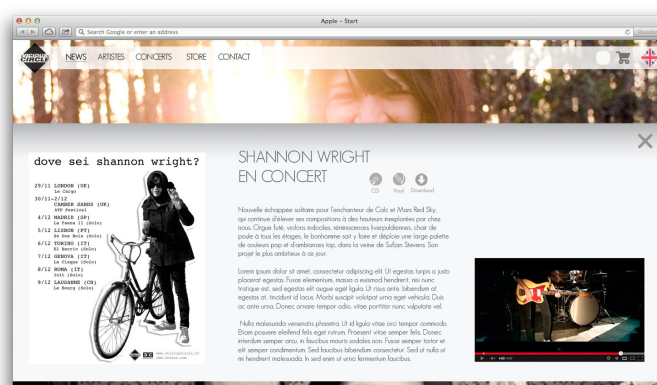 Apple – Start
Search Google or enter an address
Reader
VICIOUS
CIRCLE
NEWS ARTISTES CONCERTS STORE CONTACT
dove sei shannon wright?
29/11 LONDON (UK)
Le Cargo
30/11-2/12
CAMBER SANDS (UK)
ATP Festival
4/12 MADRID (SP)
5/12 LISBON (PT)
6/12 TORINO (IT)
El Barrio (Solo)
7/12 GENOVA (IT)
La Claque (Solo)
8/12 ROMA (IT)
Init (Solo)
9/12 LAUSANNE (CH)
Le Bourg (Solo)
SHANNON WRIGHT
EN CONCERT
CD Vinyl Download
Nouvelle échappée solitaire pour l'enchanteur de Calc et Mars Red Sky,
qui continue d'élever ses compositions à des hauteurs inexplorées par chez
nous. Orgue futé, violons indociles, réminiscences liverpuldiennes, chair de
poule à tous les étages, le bonhomme sait y faire et déploie une large palette
de couleurs pop et d'ambiances top, dans la veine de Sufjan Stevens. Son
projet le plus ambitieux à ce jour.
Lorem ipsum dolor sit amet, consectetur adipiscing elit. Ut egestas turpis a justo
placerat egestas. Fusce elementum, massa a euismod hendrerit, nisi nunc
tristique est, sed egestas elit augue eget ligula. Ut risus ante, bibendum at
egestas at, tincidunt id lacus. Morbi suscipit volutpat urna eget vehicula. Duis
ac ante urna. Donec ornare tempor odio, vitae porttitor nunc vulputate vel.
Nulla malesuada venenatis pharetra. Ut id ligula vitae orci tempor commodo.
Etiam posuere eleifend felis eget rutrum. Praesent vitae semper felis. Donec
interdum semper arcu, in faucibus mauris sodales non. Fusce semper tortor et
elit semper condimentum. Sed faucibus bibendum consectetur. Sed ut nulla ut
mi hendrerit malesuada. In sed enim ut urna fermentum faucibus.